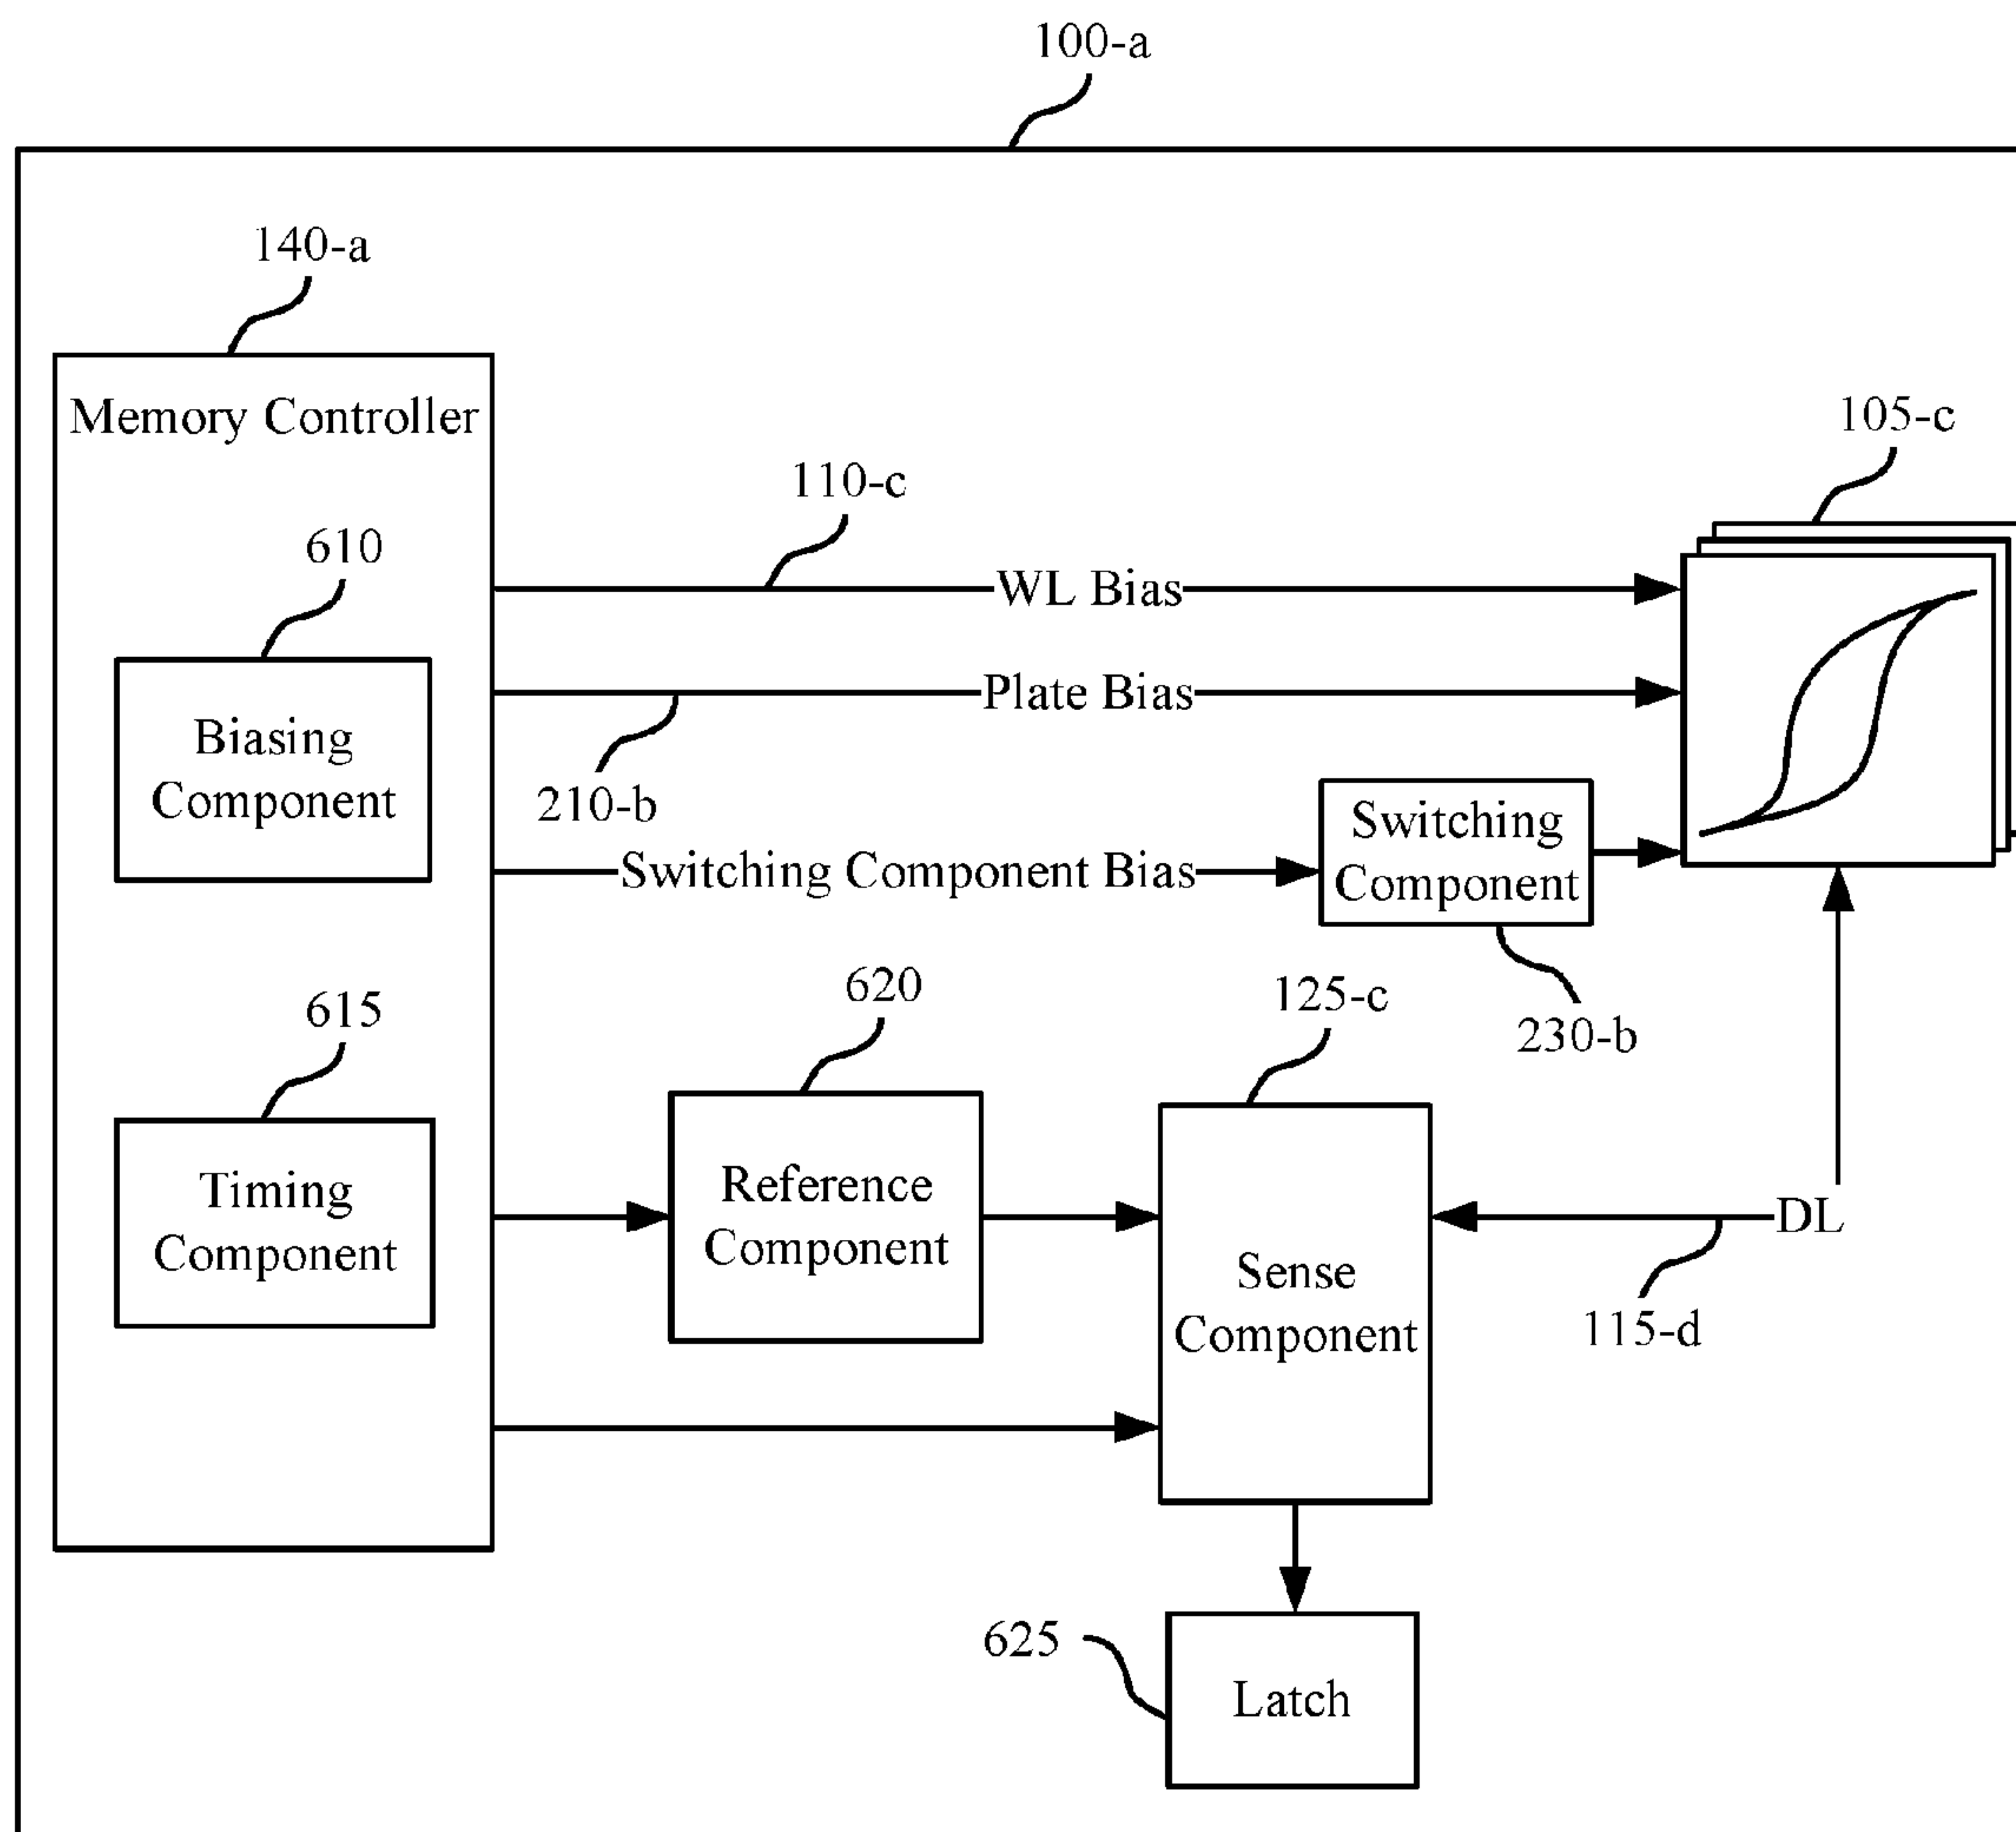 100-a
140-a
Memory Controller
105-c
110-c
610
WL Bias
Plate Bias
Biasing
Component
210-b
Switching
Component
Switching Component Bias
620
125-c
615
230-b
Timing
Component
Reference
Component
Sense
Component
DL
115-d
625
Latch